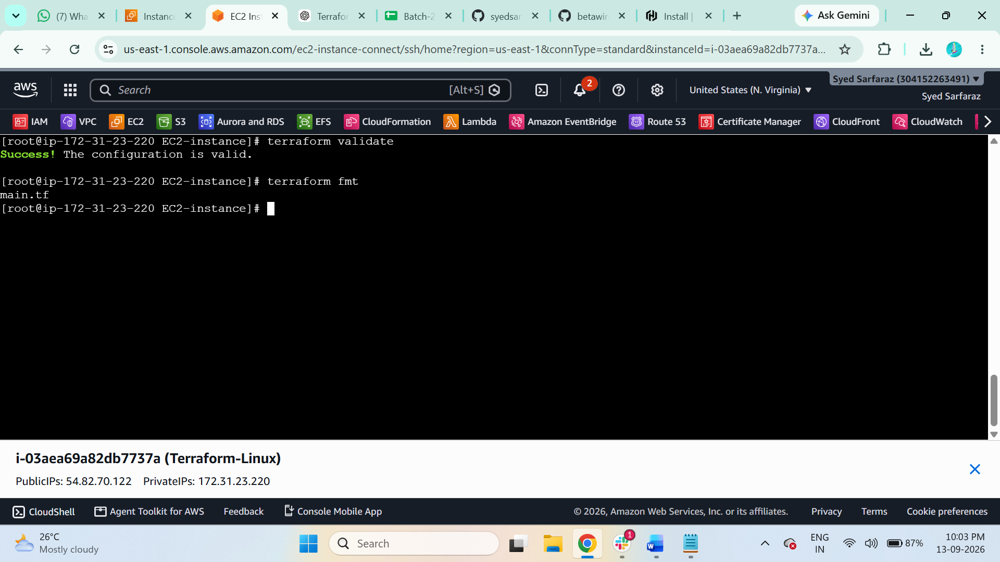 (7) Wha
Instanc
EC2 Ins
Terrafor
Batch-2
syedsar
betawin
Install |
Ask Gemini
us-east-1.console.aws.amazon.com/ec2-instance-connect/ssh/home?region=us-east-1&connType=standard&instanceId=i-03aea69a82db7737a...
aws
Search
[Alt+S]
2
United States (N. Virginia)
Syed Sarfaraz (304152263491)
Syed Sarfaraz
IAM
VPC
EC2
S3
Aurora and RDS
EFS
CloudFormation
Lambda
Amazon EventBridge
Route 53
Certificate Manager
CloudFront
CloudWatch
[root@ip-172-31-23-220 EC2-instance]# terraform validate
Success! The configuration is valid.
[root@ip-172-31-23-220 EC2-instance]# terraform fmt
main.tf
[root@ip-172-31-23-220 EC2-instance]#
i-03aea69a82db7737a (Terraform-Linux)
PublicIPs: 54.82.70.122 PrivateIPs: 172.31.23.220
CloudShell
Agent Toolkit for AWS
Feedback
Console Mobile App
© 2026, Amazon Web Services, Inc. or its affiliates.
Privacy
Terms
Cookie preferences
26°C
Mostly cloudy
Search
1
ENG
IN
87%
10:03 PM
13-09-2026